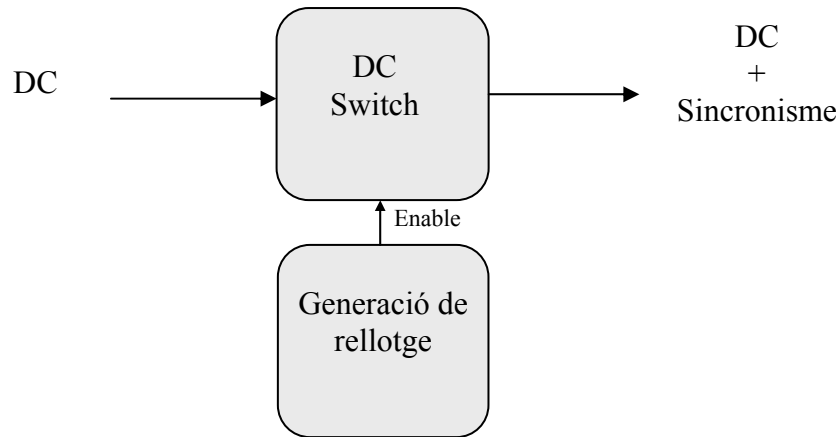 DC
DC
Switch
DC
+
Sincronisme
Enable
Generació de
rellotge